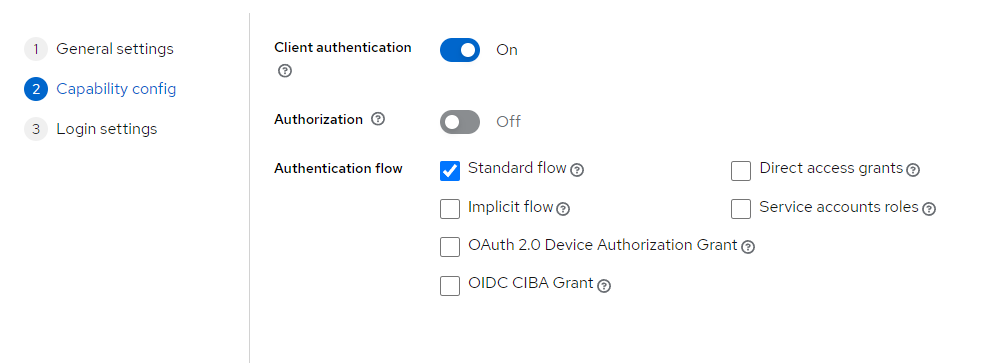 1 General settings
2 Capability config
3 Login settings
Client authentication
On
Authorization
Off
Authentication flow
Standard flow
Direct access grants
Implicit flow
Service accounts roles
OAuth 2.0 Device Authorization Grant
OIDC CIBA Grant